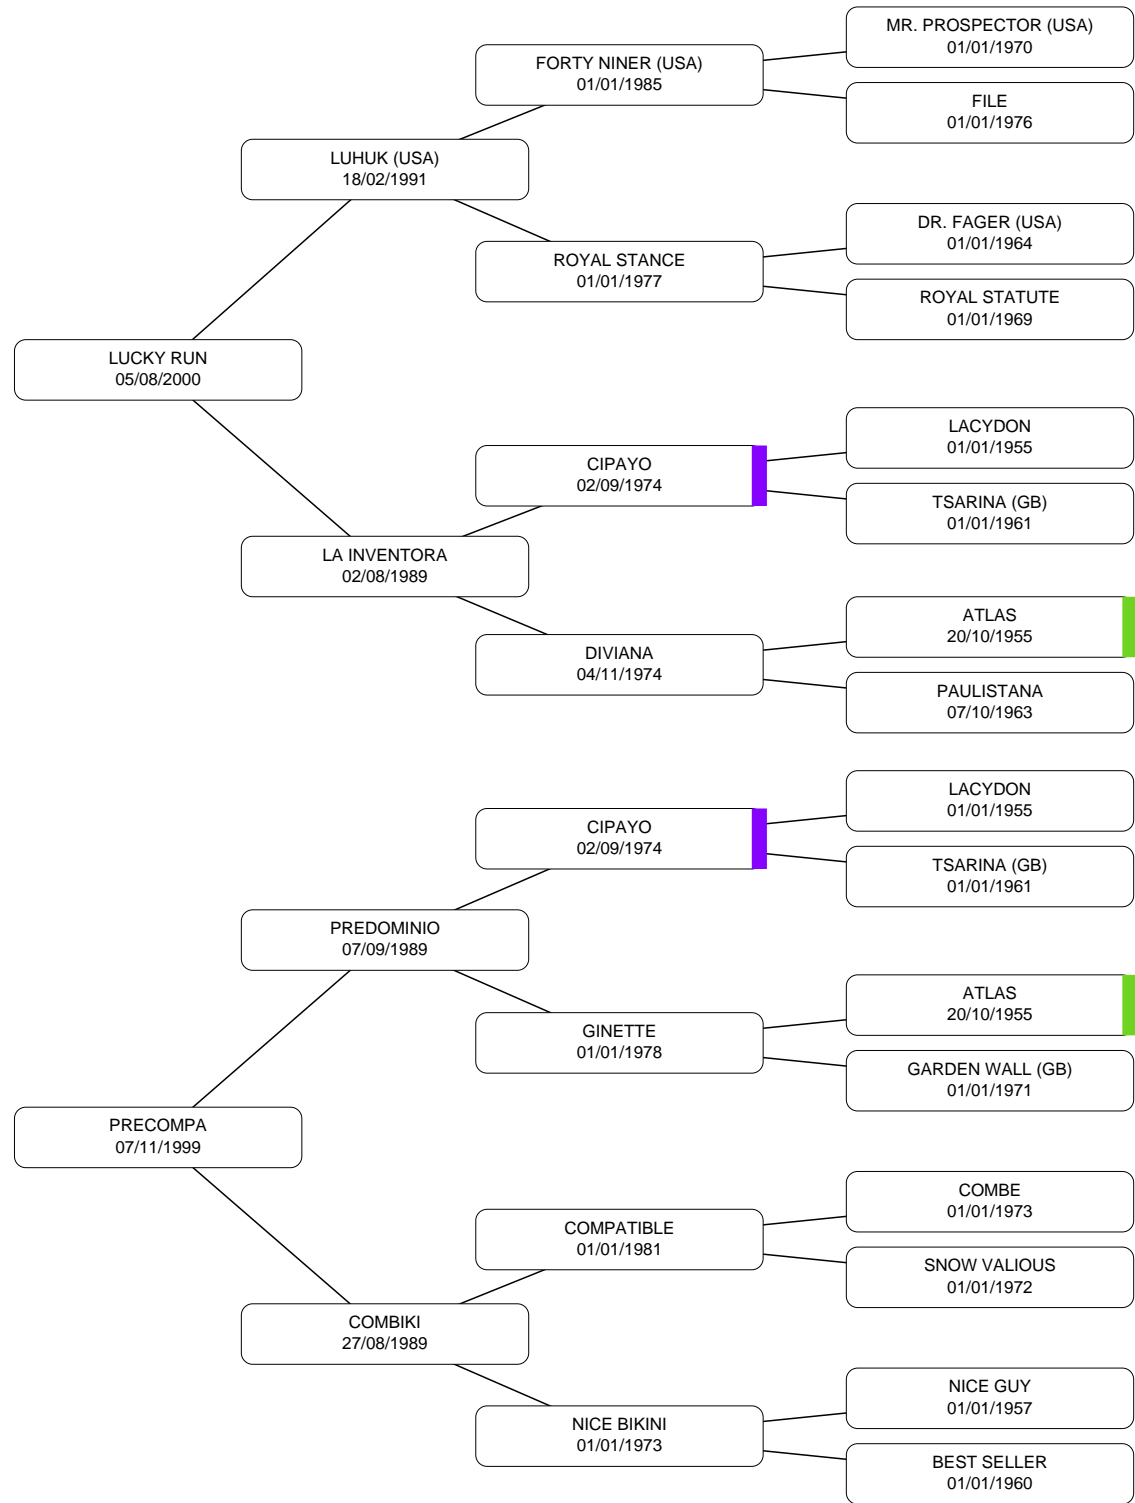 MR. PROSPECTOR (USA)
01/01/1970
FORTY NINER (USA)
01/01/1985
FILE
01/01/1976
LUHUK (USA)
18/02/1991
DR. FAGER (USA)
01/01/1964
ROYAL STANCE
01/01/1977
ROYAL STATUTE
01/01/1969
LUCKY RUN
05/08/2000
LACYDON
01/01/1955
CIPAYO
02/09/1974
TSARINA (GB)
01/01/1961
LA INVENTORA
02/08/1989
ATLAS
20/10/1955
DIVIANA
04/11/1974
PAULISTANA
07/10/1963
LACYDON
01/01/1955
CIPAYO
02/09/1974
TSARINA (GB)
01/01/1961
PREDOMINIO
07/09/1989
ATLAS
20/10/1955
GINETTE
01/01/1978
GARDEN WALL (GB)
01/01/1971
PRECOMPA
07/11/1999
COMBE
01/01/1973
COMPATIBLE
01/01/1981
SNOW VALIOUS
01/01/1972
COMBIKI
27/08/1989
NICE GUY
01/01/1957
NICE BIKINI
01/01/1973
BEST SELLER
01/01/1960